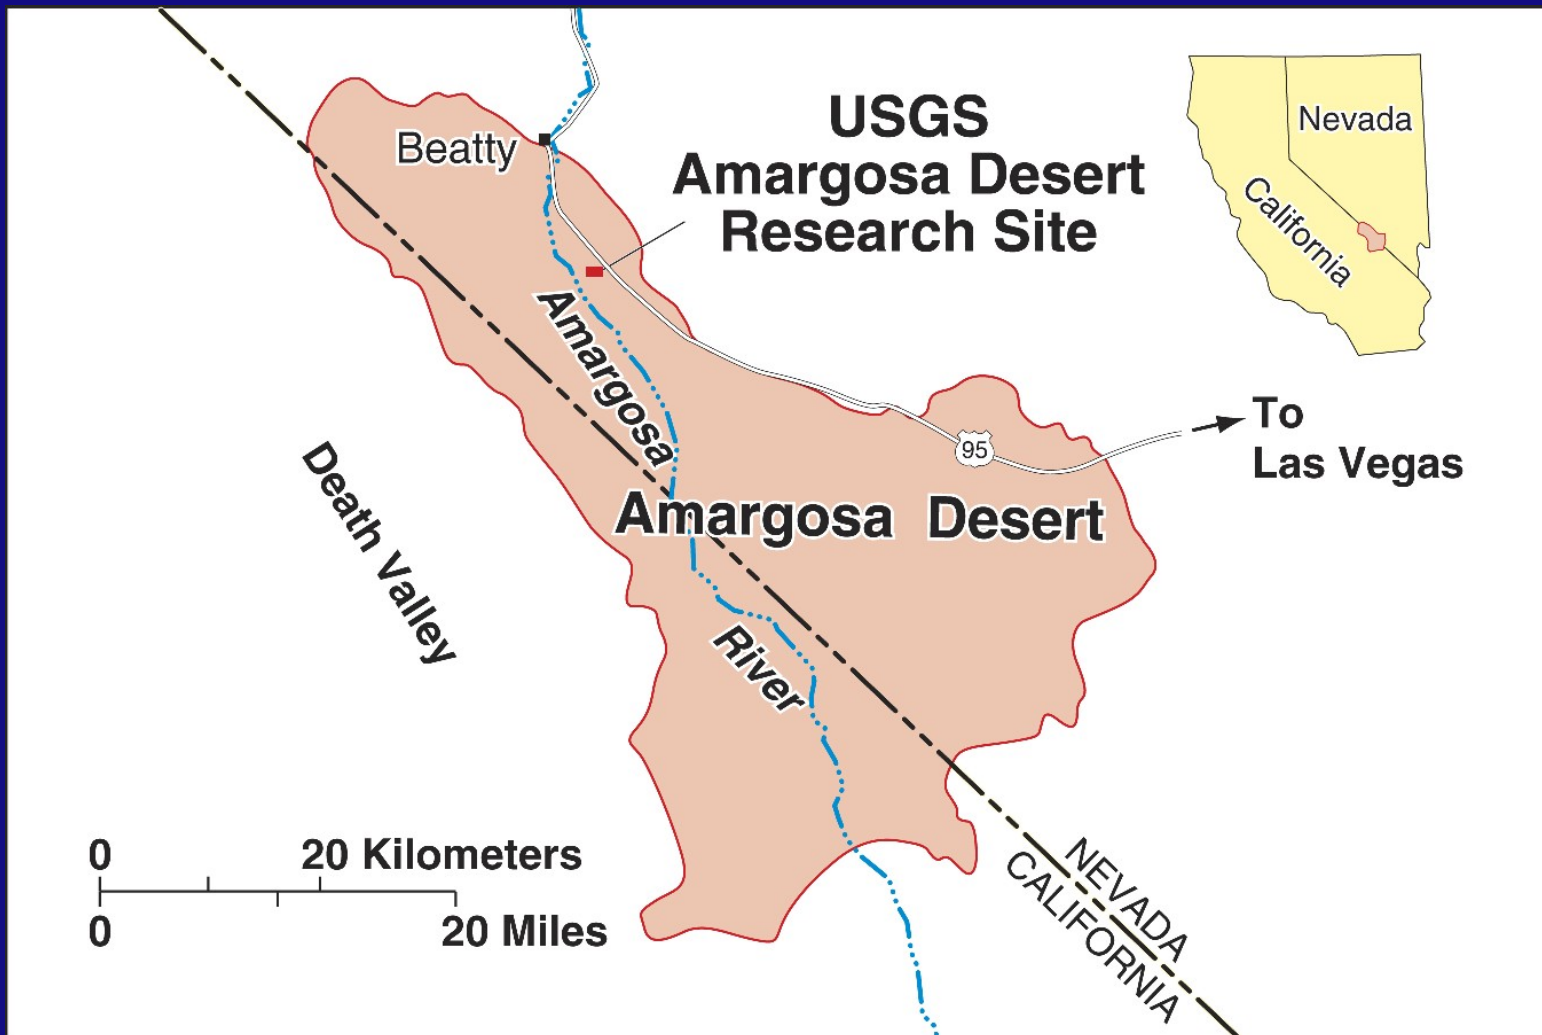 USGS
Amargosa Desert
Research Site
Beatty
Nevada
California
Amargosa
95
To
Las Vegas
Death Valley
Amargosa Desert
River
0 20 Kilometers
0 20 Miles
NEVADA
CALIFORNIA